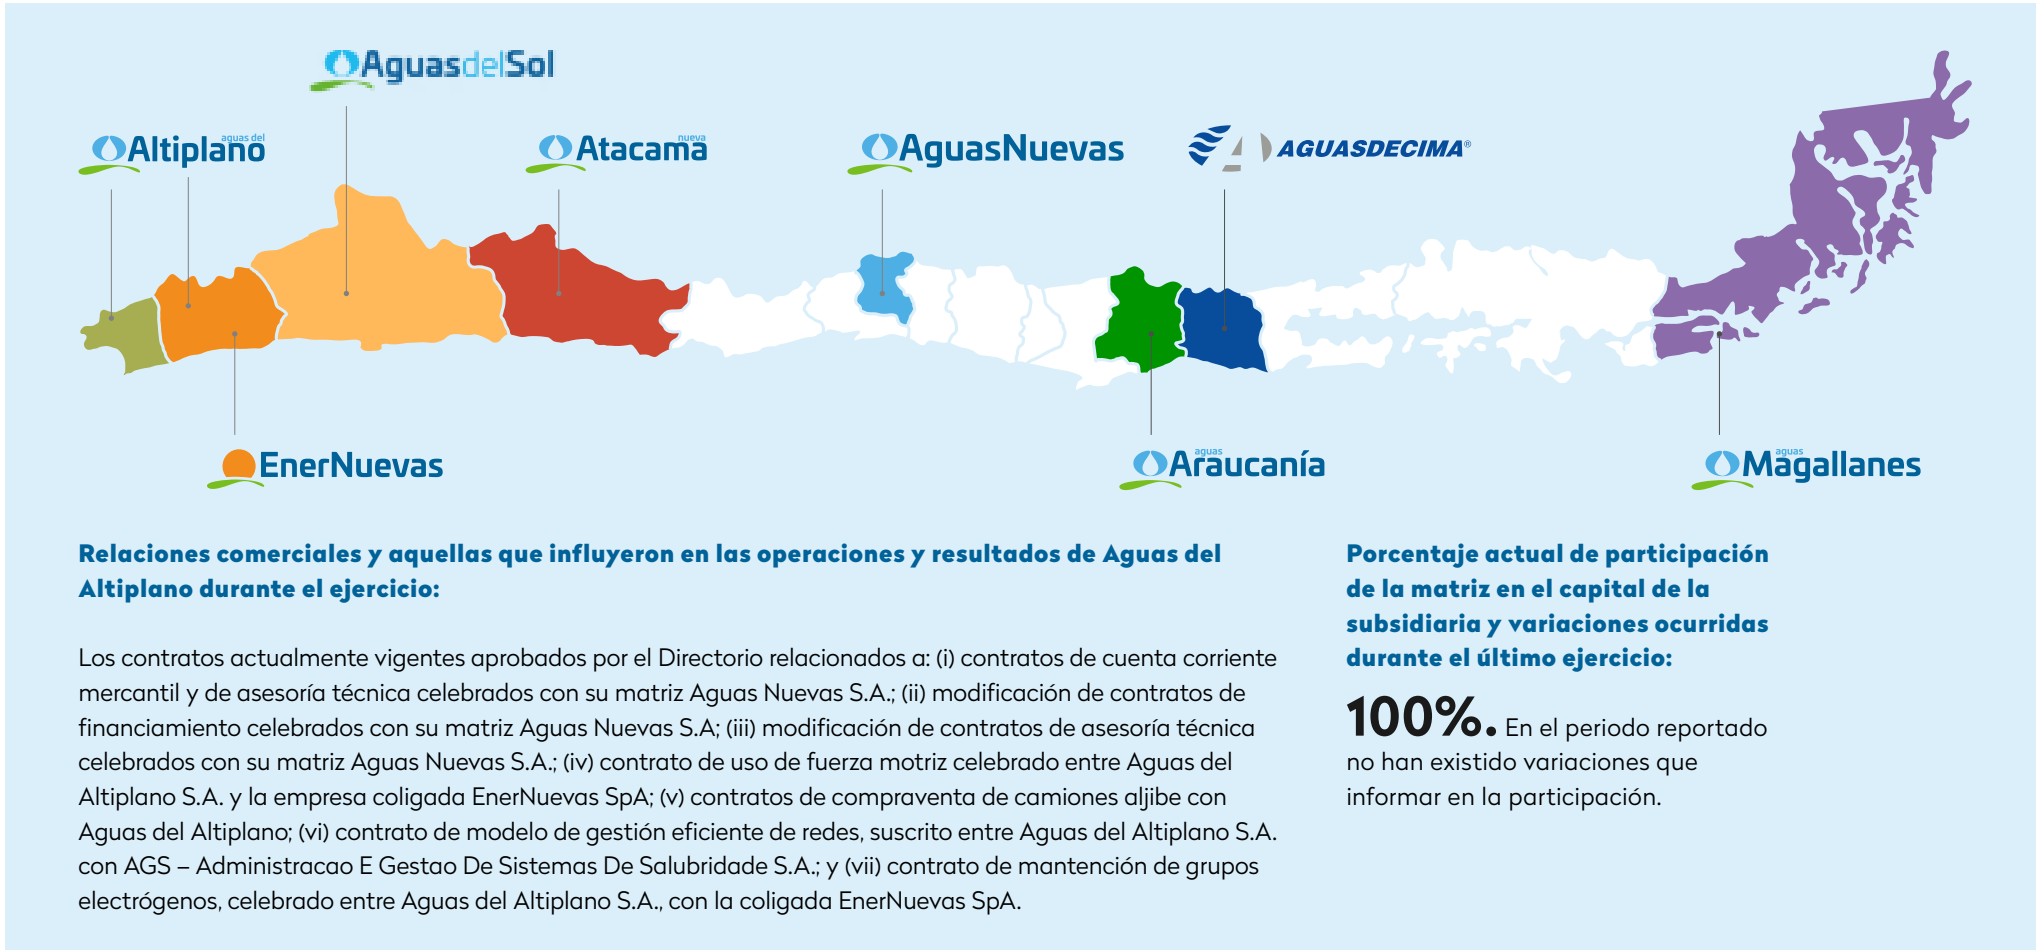 AguasdelSol
aguas del
Altiplano
nueva
Atacama
AguasNuevas
AGUASDECIMA®
EnerNuevas
aguas
Araucanía
aguas
Magallanes
Relaciones comerciales y aquellas que influyeron en las operaciones y resultados de Aguas del
Altiplano durante el ejercicio:
Los contratos actualmente vigentes aprobados por el Directorio relacionados a: (i) contratos de cuenta corriente
mercantil y de asesoría técnica celebrados con su matriz Aguas Nuevas S.A.; (ii) modificación de contratos de
financiamiento celebrados con su matriz Aguas Nuevas S.A; (iii) modificación de contratos de asesoría técnica
celebrados con su matriz Aguas Nuevas S.A.; (iv) contrato de uso de fuerza motriz celebrado entre Aguas del
Altiplano S.A. y la empresa coligada EnerNuevas SpA; (v) contratos de compraventa de camiones aljibe con
Aguas del Altiplano; (vi) contrato de modelo de gestión eficiente de redes, suscrito entre Aguas del Altiplano S.A.
con AGS – Administracao E Gestao De Sistemas De Salubridade S.A.; y (vii) contrato de mantención de grupos
electrógenos, celebrado entre Aguas del Altiplano S.A., con la coligada EnerNuevas SpA.
Porcentaje actual de participación
de la matriz en el capital de la
subsidiaria y variaciones ocurridas
durante el último ejercicio:
100%. En el periodo reportado
no han existido variaciones que
informar en la participación.